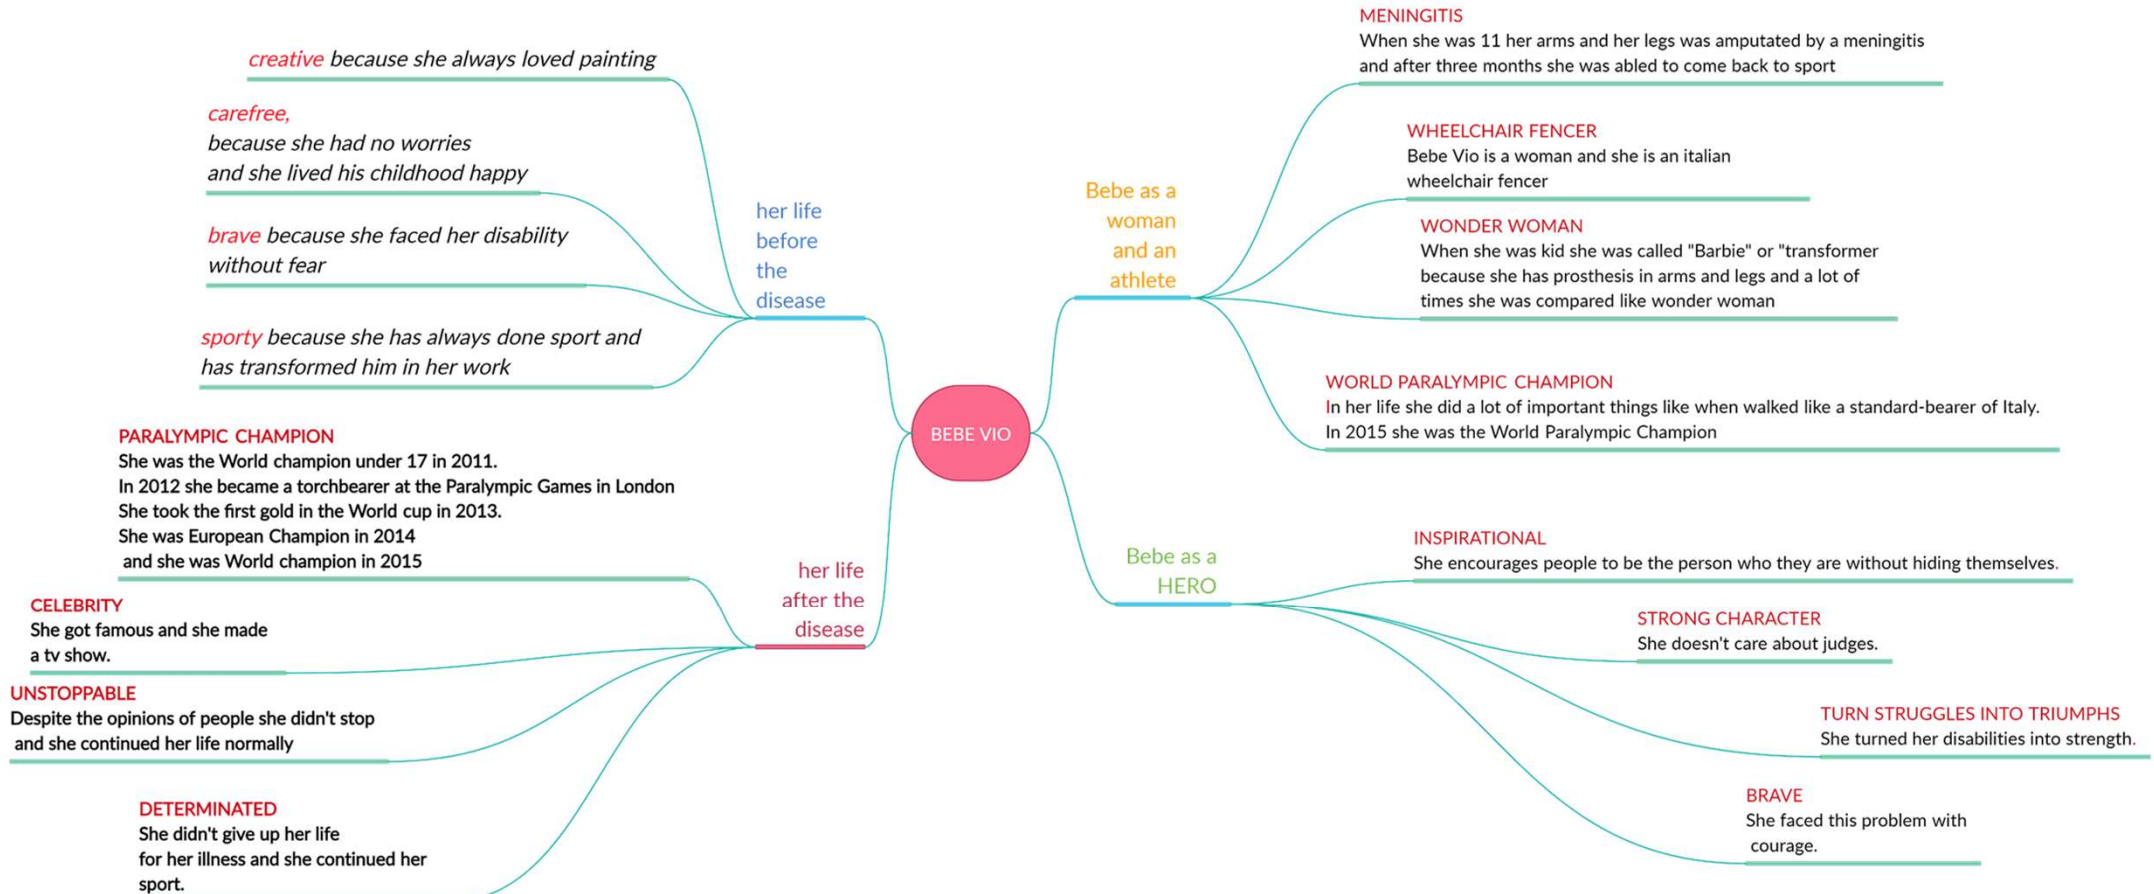 creative because she always loved painting
carefree,
because she had no worries
and she lived his childhood happy
brave because she faced her disability
without fear
sporty because she has always done sport and
has transformed him in her work
her life
before
the
disease
PARALYMPIC CHAMPION
She was the World champion under 17 in 2011.
In 2012 she became a torchbearer at the Paralympic Games in London
She took the first gold in the World cup in 2013.
She was European Champion in 2014
and she was World champion in 2015
CELEBRITY
She got famous and she made
a tv show.
UNSTOPPABLE
Despite the opinions of people she didn't stop
and she continued her life normally
DETERMINATED
She didn't give up her life
for her illness and she continued her
sport.
her life
after the
disease
BEBE VIO
Bebe as a
woman
and an
athlete
MENINGITIS
When she was 11 her arms and her legs was amputated by a meningitis
and after three months she was abled to come back to sport
WHEELCHAIR FENCER
Bebe Vio is a woman and she is an italian
wheelchair fencer
WONDER WOMAN
When she was kid she was called "Barbie" or "transformer
because she has prosthesis in arms and legs and a lot of
times she was compared like wonder woman
WORLD PARALYMPIC CHAMPION
In her life she did a lot of important things like when walked like a standard-bearer of Italy.
In 2015 she was the World Paralympic Champion
Bebe as a
HERO
INSPIRATIONAL
She encourages people to be the person who they are without hiding themselves.
STRONG CHARACTER
She doesn't care about judges.
TURN STRUGGLES INTO TRIUMPHS
She turned her disabilities into strength.
BRAVE
She faced this problem with
courage.